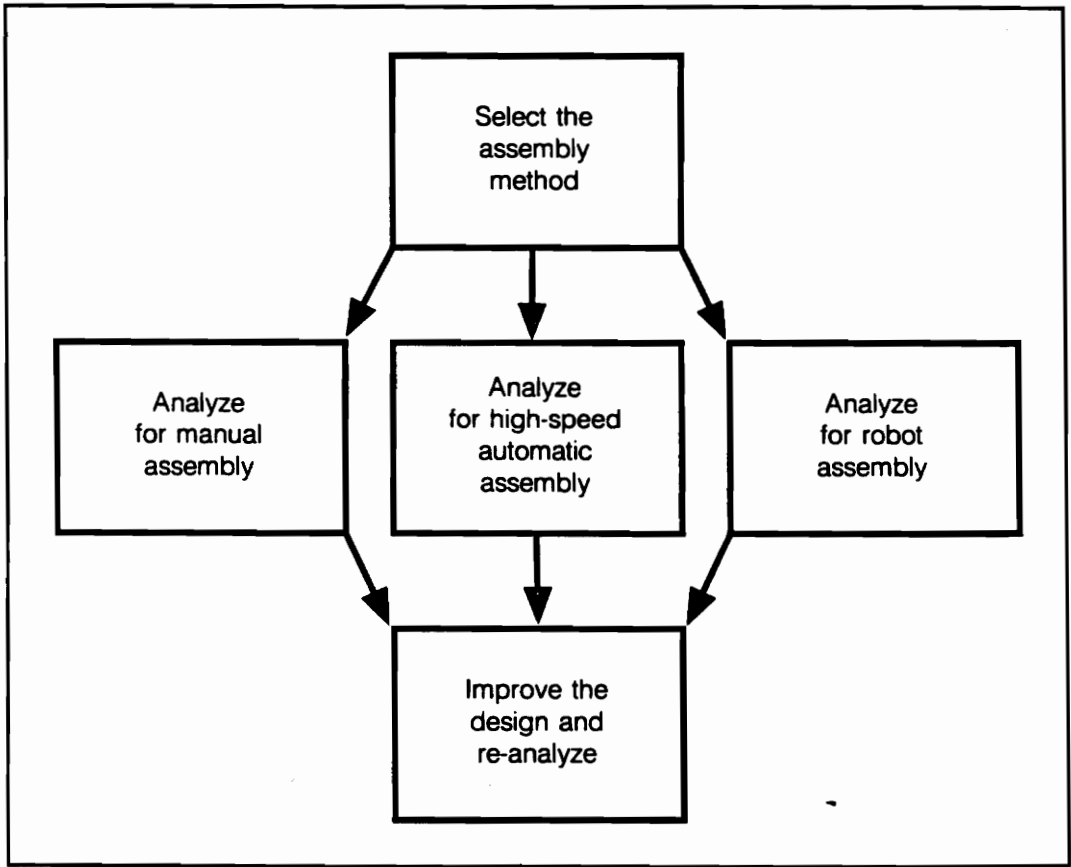 Select the
assembly
method
Analyze
for manual
assembly
Analyze
for high-speed
automatic
assembly
Analyze
for robot
assembly
Improve the
design and
re-analyze